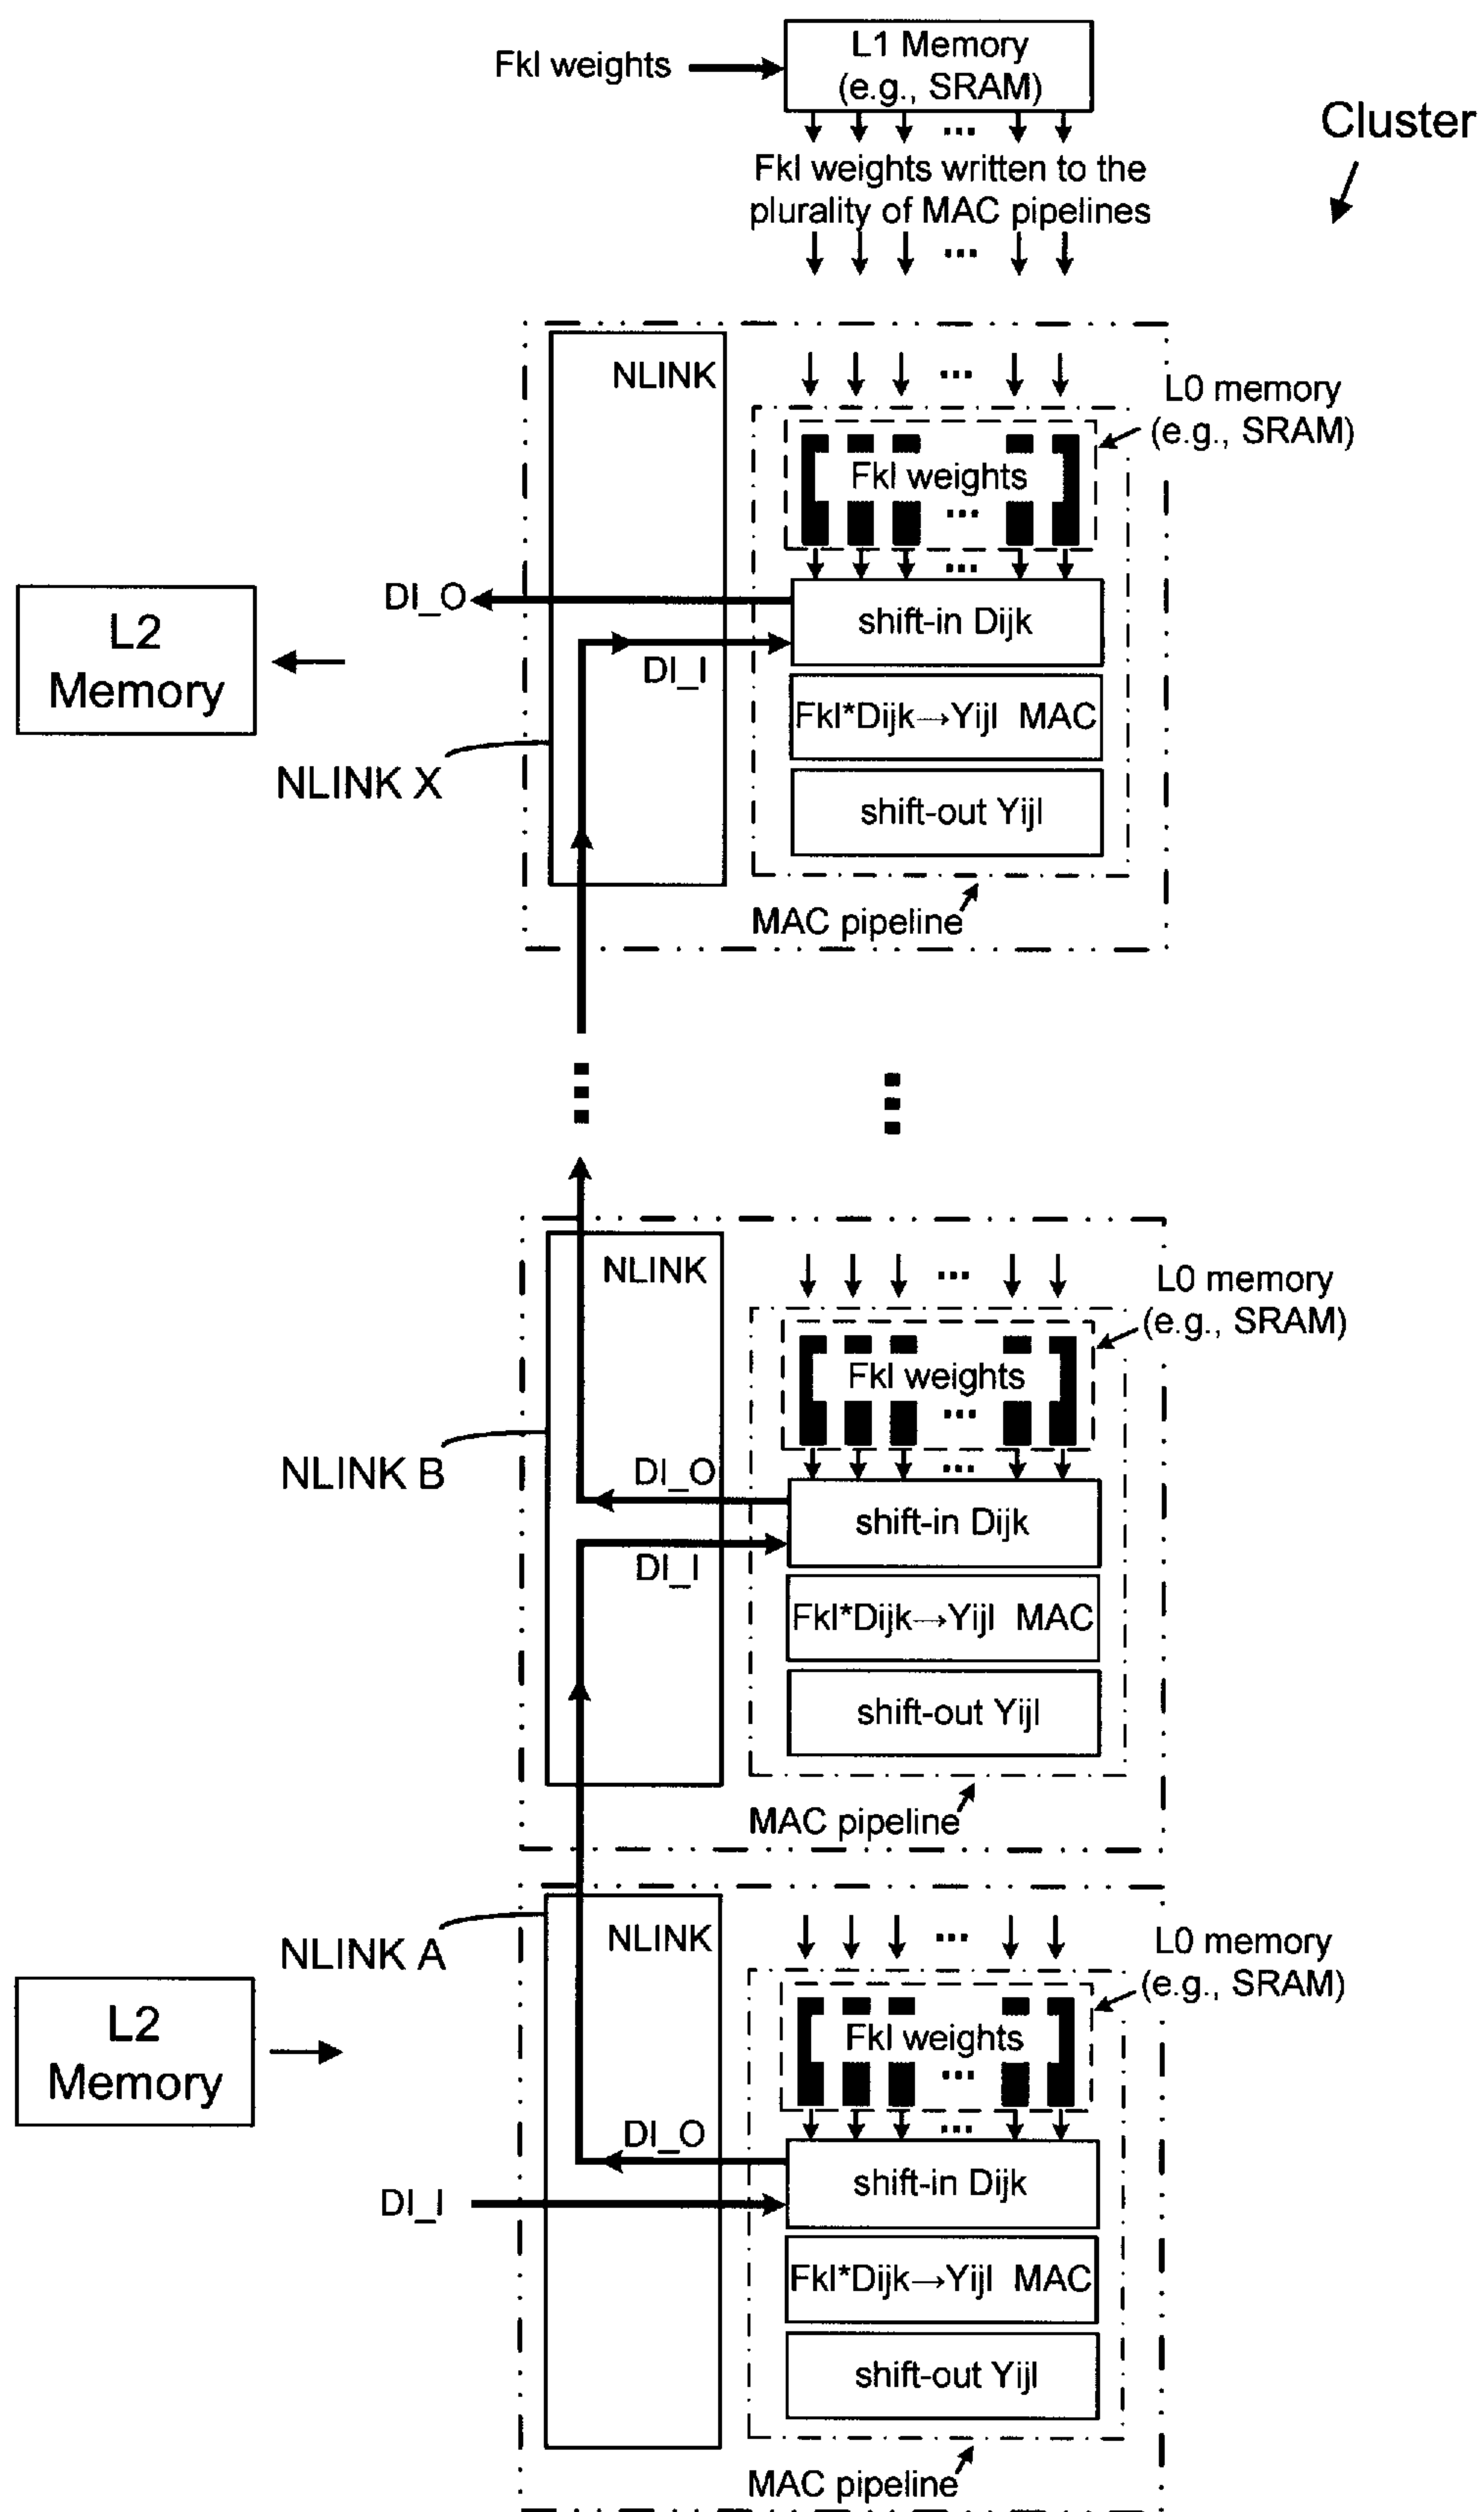 Fkl weights
L1 Memory
(e.g., SRAM)
Cluster
...
Fkl weights written to the
plurality of MAC pipelines
...
NLINK
...
L0 memory
(e.g., SRAM)
Fkl weights
...
...
DI_O
L2
Memory
shift-in Dijk
DI_I
Fkl*Dijk→Yijl MAC
NLINK X
shift-out Yijl
MAC pipeline
NLINK
...
L0 memory
(e.g., SRAM)
Fkl weights
...
...
NLINK B
DI_O
shift-in Dijk
DI_I
Fkl*Dijk→Yijl MAC
shift-out Yijl
MAC pipeline
NLINK A
NLINK
...
L0 memory
(e.g., SRAM)
L2
Memory
Fkl weights
...
...
DI_O
shift-in Dijk
DI_I
Fkl*Dijk→Yijl MAC
shift-out Yijl
MAC pipeline